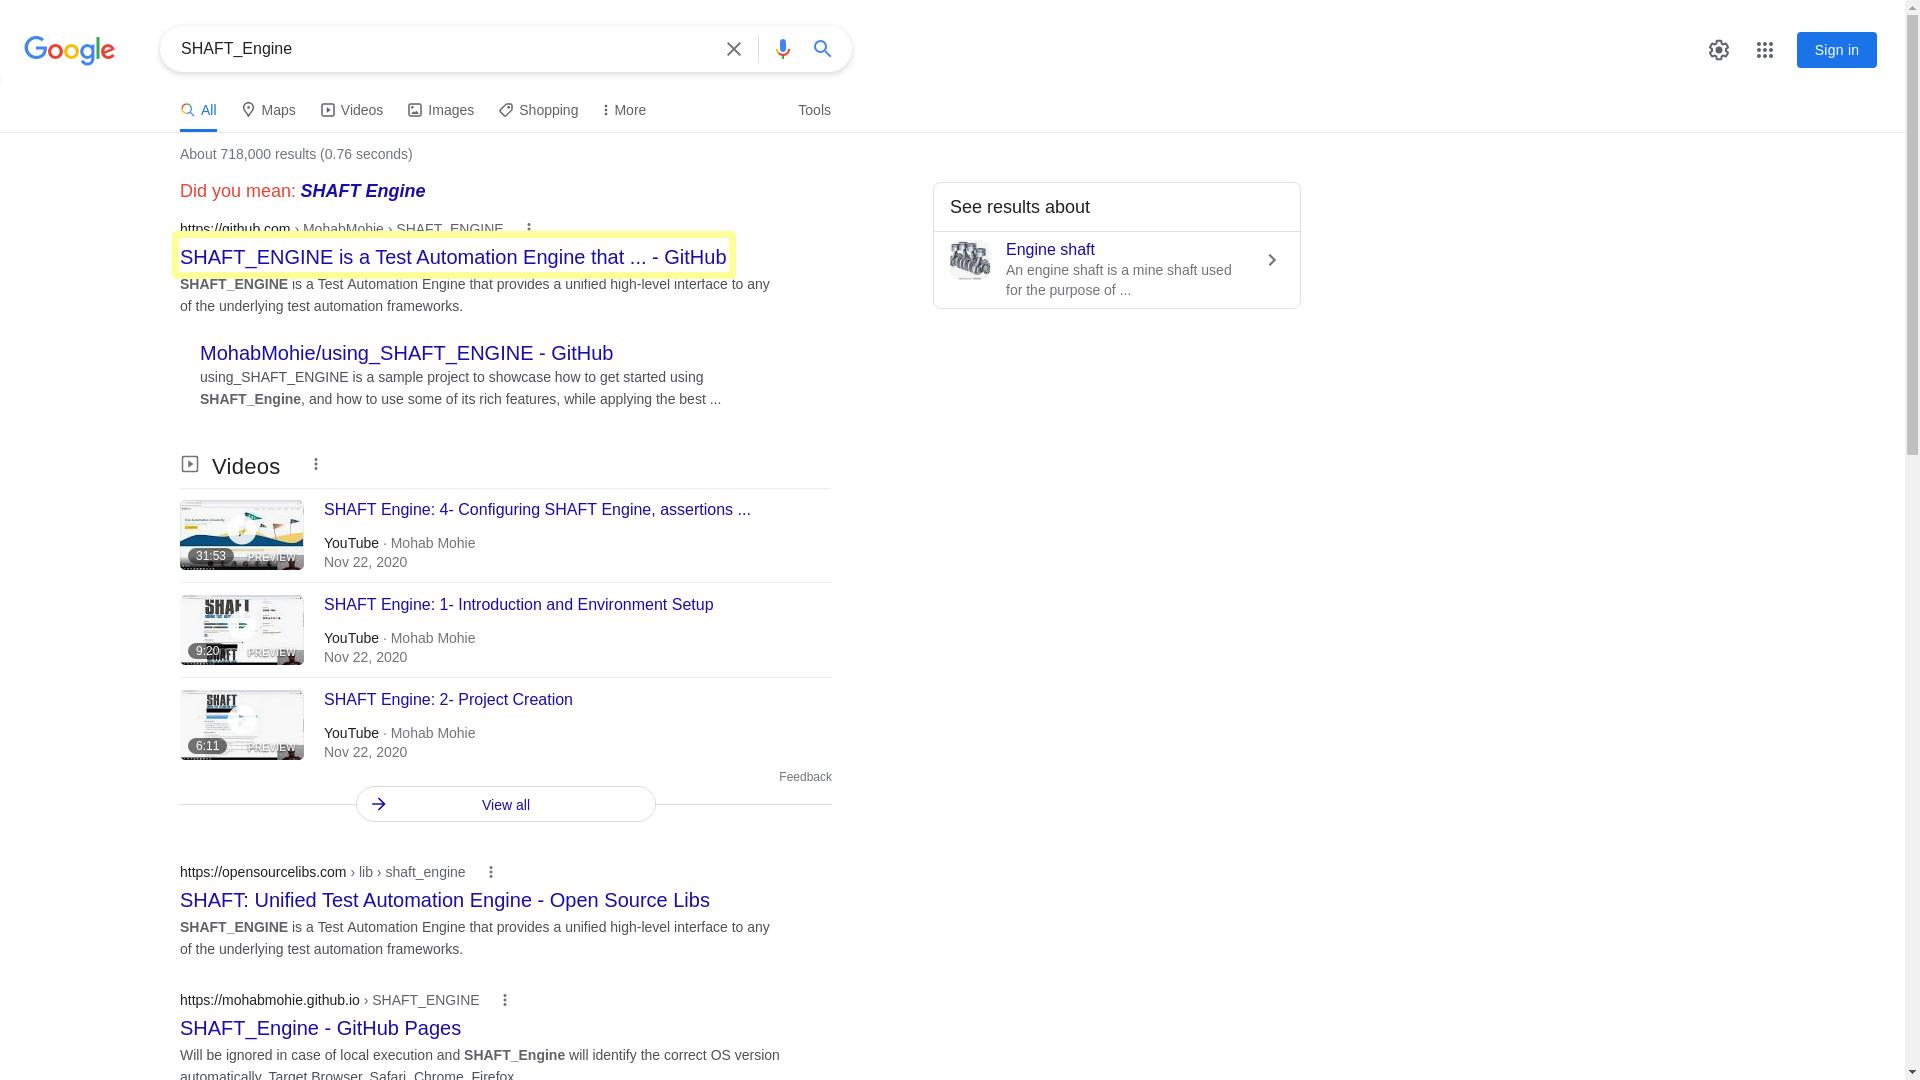 Google
SHAFT_Engine
Sign in
All
Maps
Videos
Images
Shopping
More
Tools
About 718,000 results (0.76 seconds)
Did you mean: SHAFT Engine
https://github.com › MohabMohie › SHAFT_ENGINE
SHAFT_ENGINE is a Test Automation Engine that ... - GitHub
SHAFT_ENGINE is a Test Automation Engine that provides a unified high-level interface to any
of the underlying test automation frameworks.
MohabMohie/using_SHAFT_ENGINE - GitHub
using_SHAFT_ENGINE is a sample project to showcase how to get started using
SHAFT_Engine, and how to use some of its rich features, while applying the best ...
See results about
Engine shaft
An engine shaft is a mine shaft used
for the purpose of ...
Videos
31:53
PREVIEW
SHAFT Engine: 4- Configuring SHAFT Engine, assertions ...
YouTube · Mohab Mohie
Nov 22, 2020
SHAFT
9:20
PREVIEW
SHAFT Engine: 1- Introduction and Environment Setup
YouTube · Mohab Mohie
Nov 22, 2020
SHAFT
6:11
PREVIEW
SHAFT Engine: 2- Project Creation
YouTube · Mohab Mohie
Nov 22, 2020
Feedback
View all
https://opensourcelibs.com › lib › shaft_engine
SHAFT: Unified Test Automation Engine - Open Source Libs
SHAFT_ENGINE is a Test Automation Engine that provides a unified high-level interface to any
of the underlying test automation frameworks.
https://mohabmohie.github.io › SHAFT_ENGINE
SHAFT_Engine - GitHub Pages
Will be ignored in case of local execution and SHAFT_Engine will identify the correct OS version
automatically. Target Browser, Safari, Chrome, Firefox